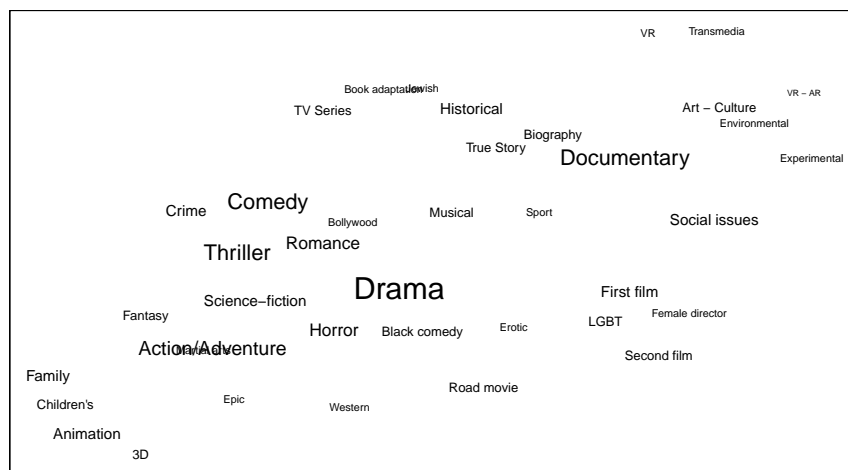 VR
Transmedia
Book adaptation
Jewish
VR − AR
TV Series
Historical
Art − Culture
Environmental
Biography
True Story
Documentary
Experimental
Comedy
Crime
Bollywood
Musical
Sport
Social issues
Romance
Thriller
Drama
First film
Science−fiction
Fantasy
Female director
LGBT
Horror
Black comedy
Erotic
Action/Adventure
Martial arts
Second film
Family
Road movie
Children's
Epic
Western
Animation
3D